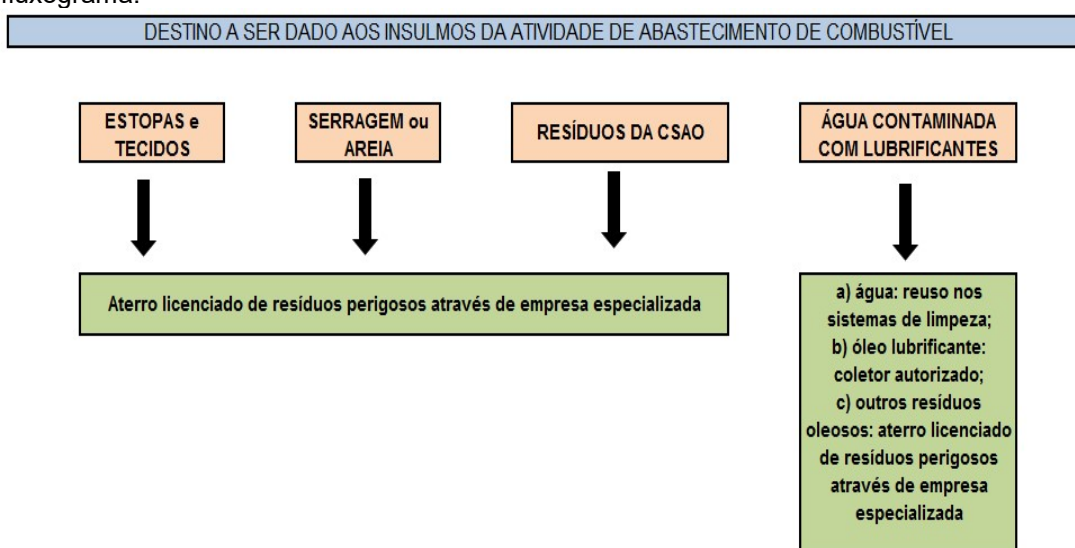 fluxograma:
DESTINO A SER DADO AOS INSULMOS DA ATIVIDADE DE ABASTECIMENTO DE COMBUSTÍVEL
ESTOPAS e
TECIDOS
SERRAGEM ou
AREIA
RESÍDUOS DA CSAO
ÁGUA CONTAMINADA
COM LUBRIFICANTES
Aterro licenciado de resíduos perigosos através de empresa especializada
a) água: reuso nos
sistemas de limpeza;
b) óleo lubrificante:
coletor autorizado;
c) outros resíduos
oleosos: aterro licenciado
de resíduos perigosos
através de empresa
especializada